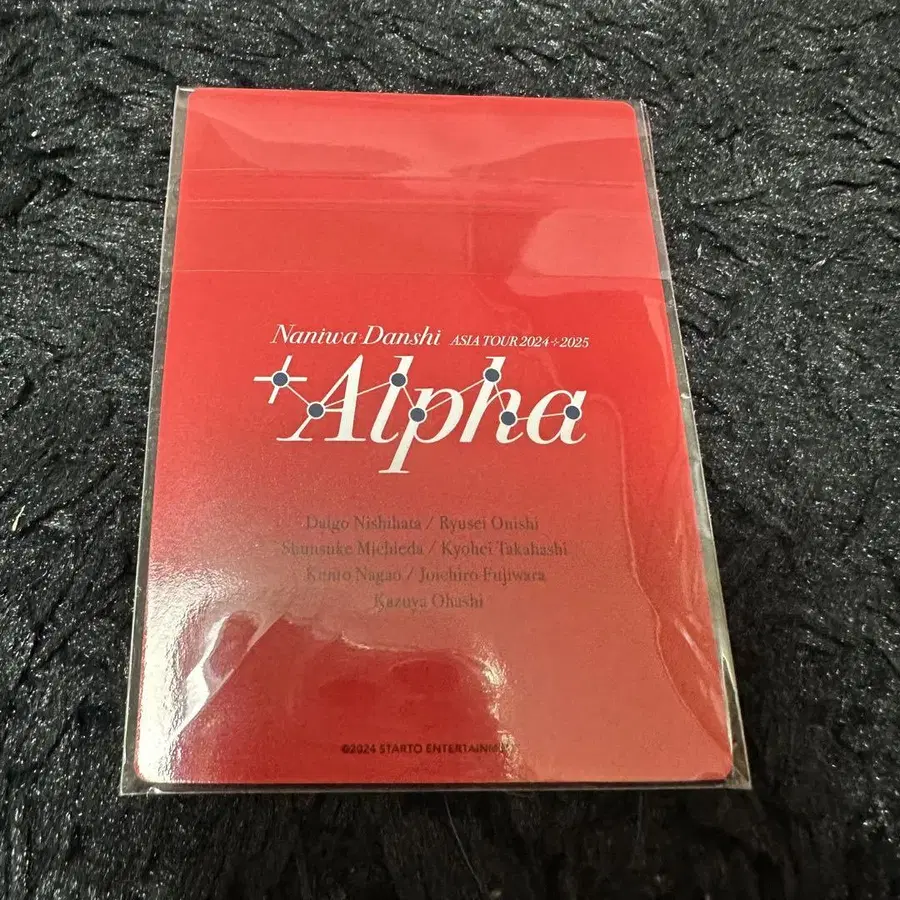 Naniwa Danshi ASIA TOUR 2024+2025
+Alpha
Daigo Nishihata / Ryusei Onishi
Shunsuke Michieda / Kyohei Takahashi
Kento Nagao / Joichiro Fujiwara
Kazuya Ohashi
©2024 STARTO